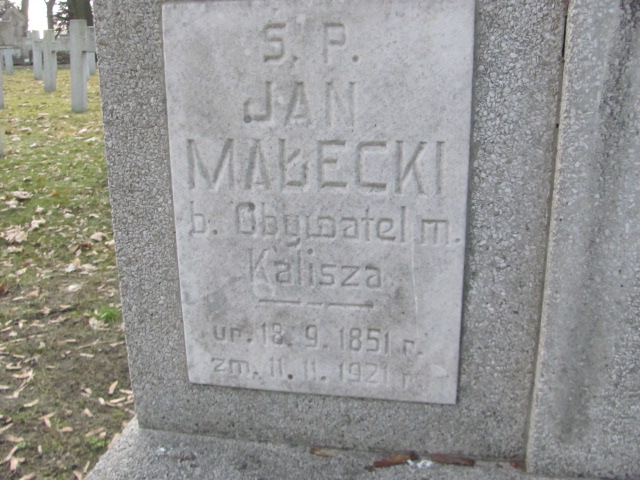 Ś. P.
JAN
MAŁECKI
b. Obywatel m.
Kalisza
ur. 18. 9. 1851 r.
zm. 11. 11. 1921 r.